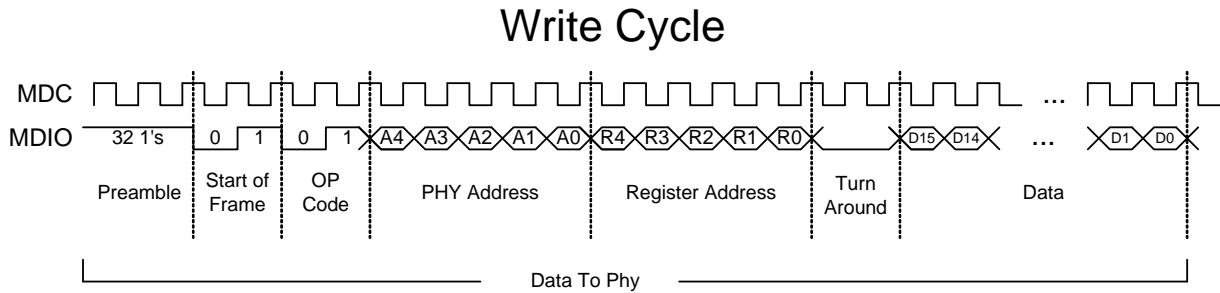 Write Cycle
MDC ...
MDIO 32 1's 0 1 0 1 A4 A3 A2 A1 A0 R4 R3 R2 R1 R0 D15 D14 ... D1 D0
Preamble Start of Frame OP Code PHY Address Register Address Turn Around Data
Data To Phy